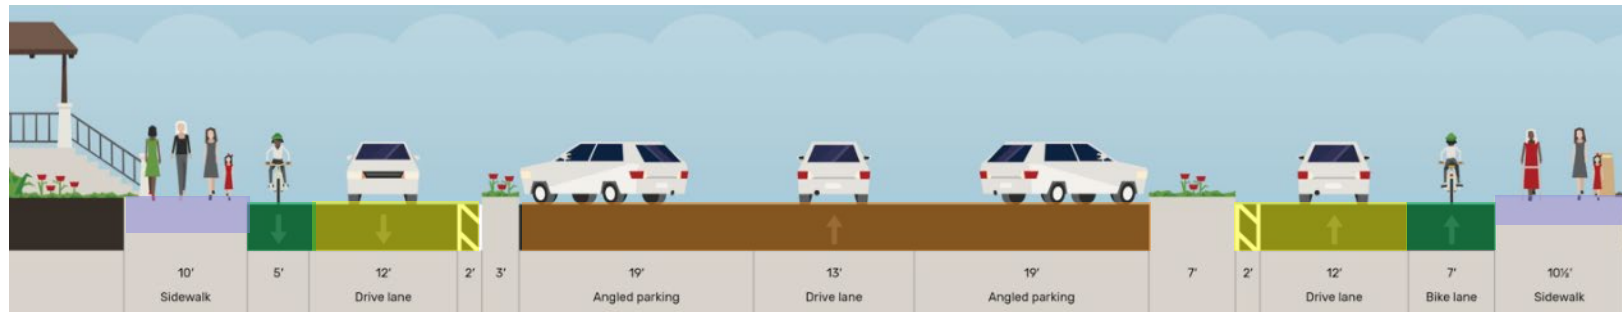 10' 5' 12' 2' 3' 19' 13' 19' 7' 2' 12' 7' 10½'
Sidewalk Drive lane Angled parking Drive lane Angled parking Drive lane Bike lane Sidewalk